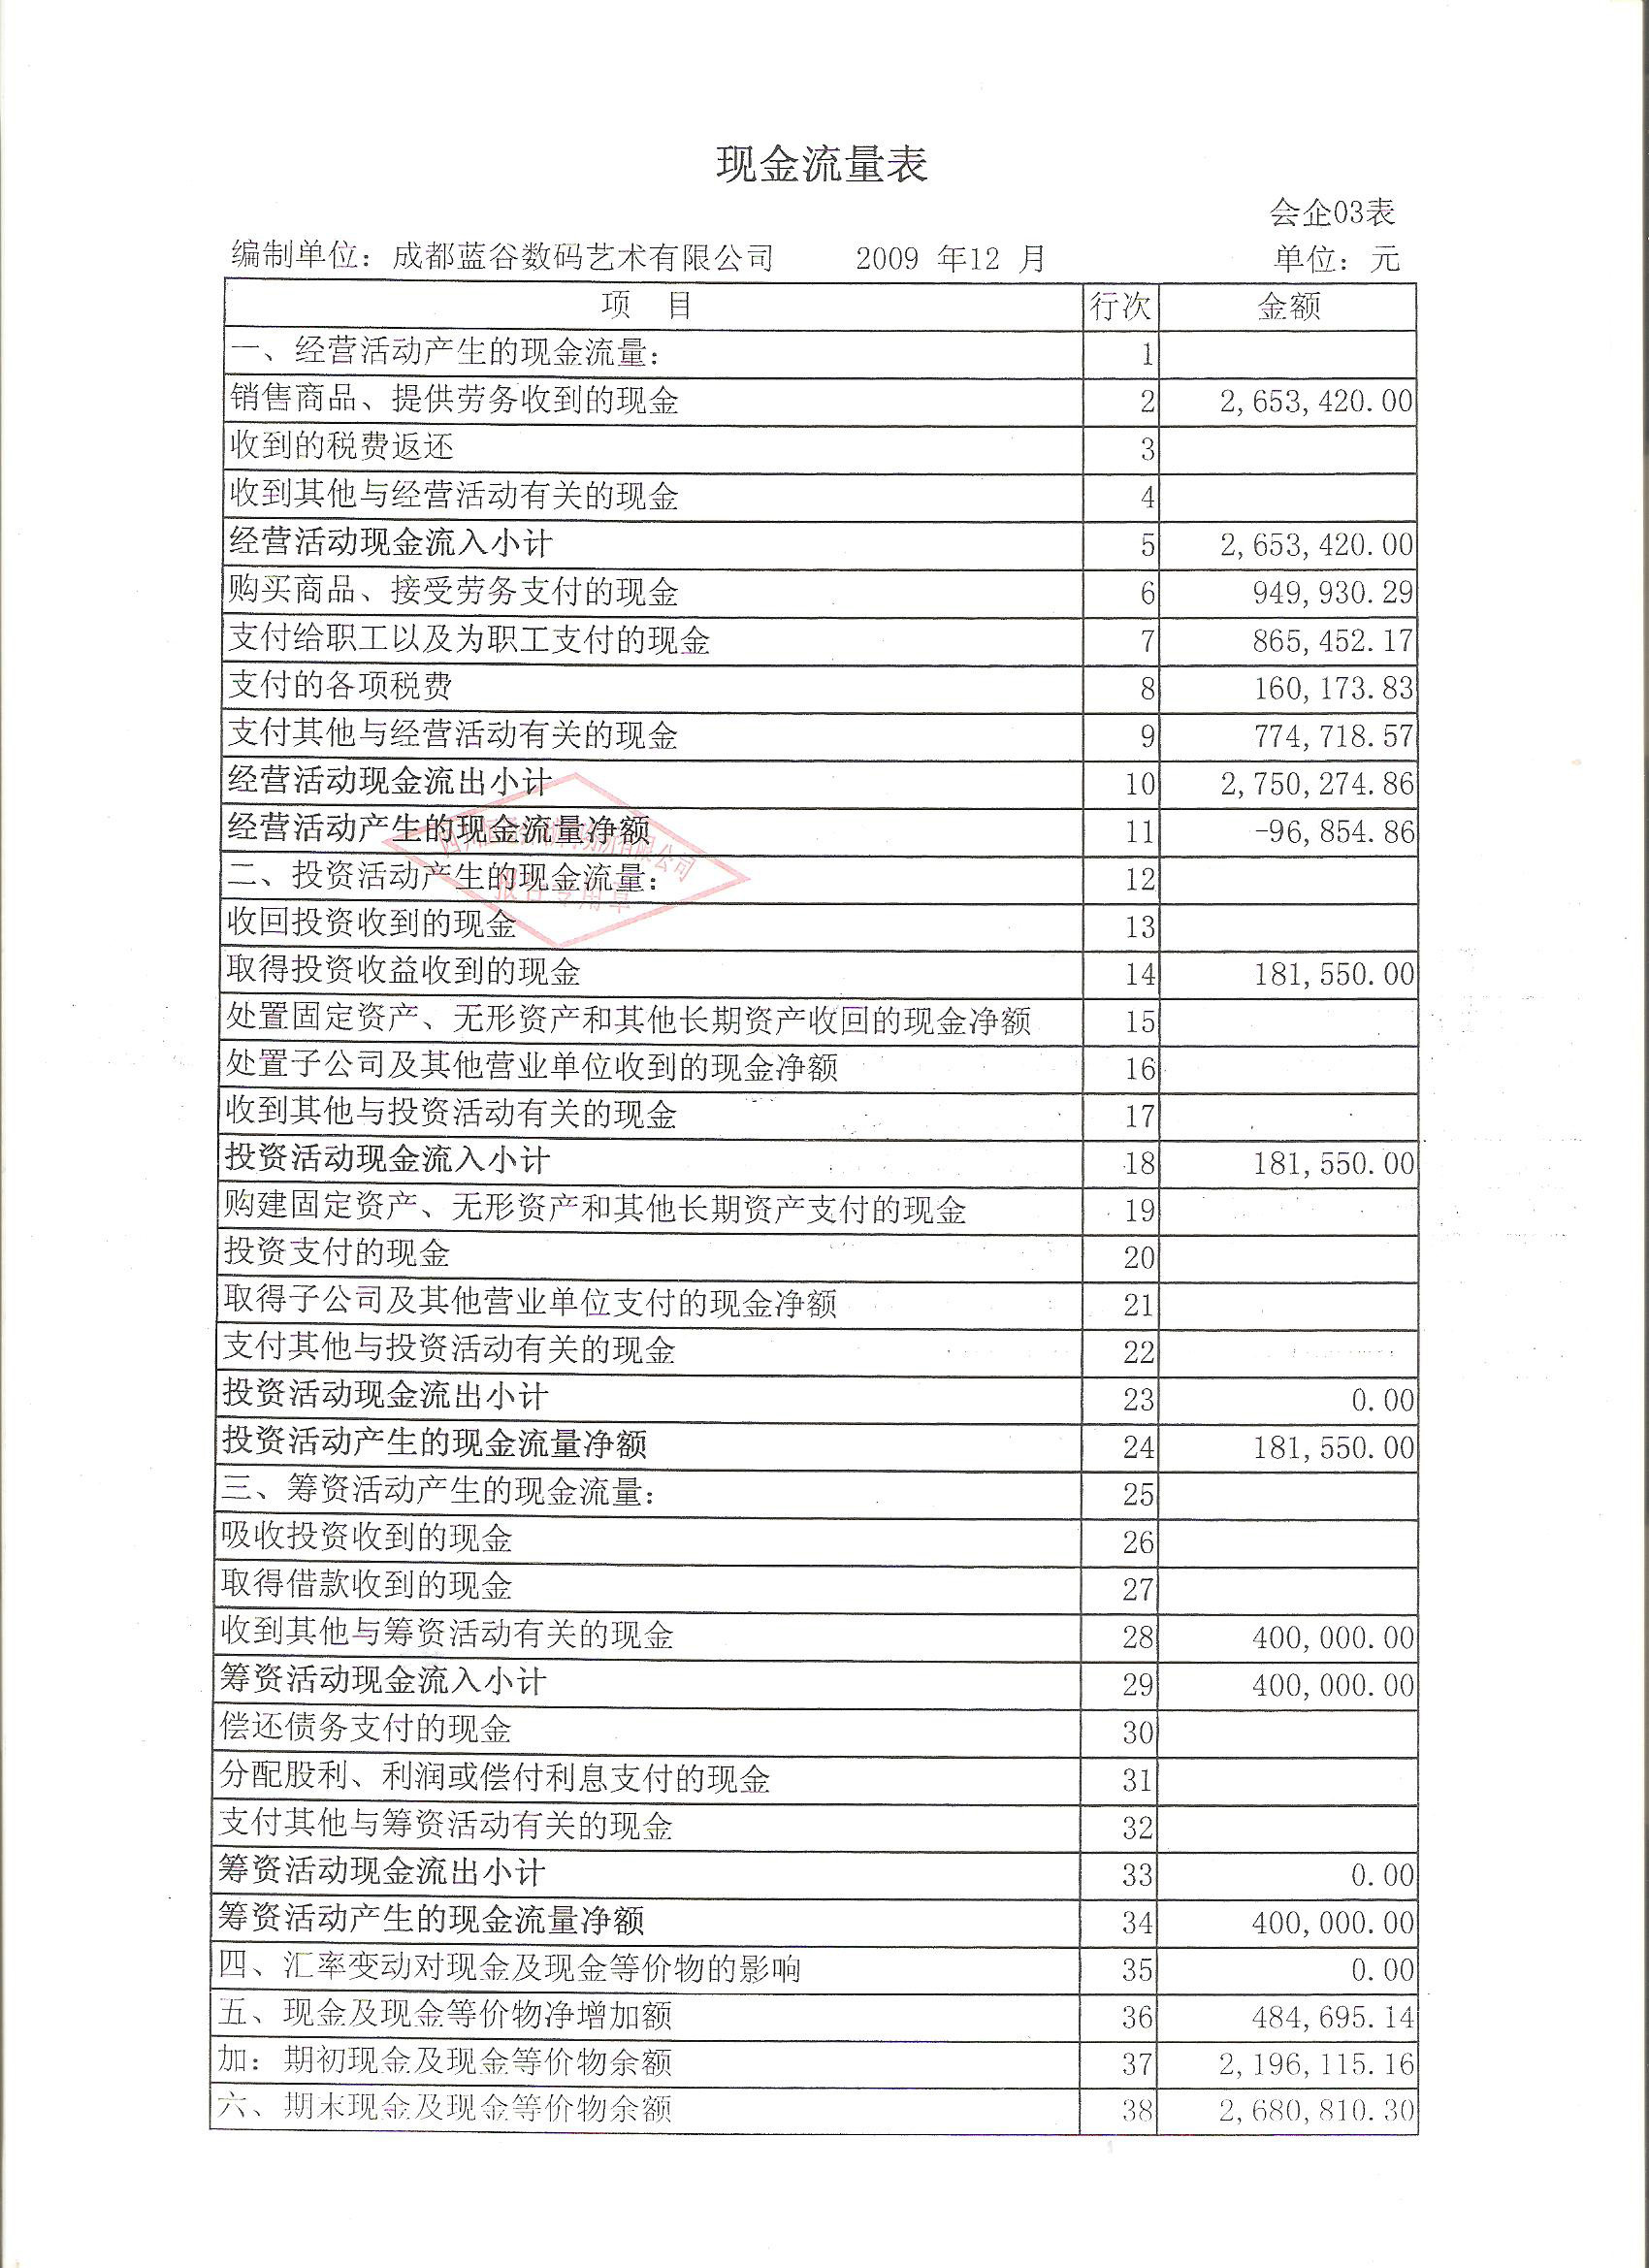 现金流量表
会企03表
编制单位：成都蓝谷数码艺术有限公司 2009 年12 月 单位：元
项 目 行次 金额
一、经营活动产生的现金流量： 1
销售商品、提供劳务收到的现金 2 2,653,420.00
收到的税费返还 3
收到其他与经营活动有关的现金 4
经营活动现金流入小计 5 2,653,420.00
购买商品、接受劳务支付的现金 6 949,930.29
支付给职工以及为职工支付的现金 7 865,452.17
支付的各项税费 8 160,173.83
支付其他与经营活动有关的现金 9 774,718.57
经营活动现金流出小计 10 2,750,274.86
经营活动产生的现金流量净额 11 -96,854.86
二、投资活动产生的现金流量： 12
收回投资收到的现金 13
取得投资收益收到的现金 14 181,550.00
处置固定资产、无形资产和其他长期资产收回的现金净额 15
处置子公司及其他营业单位收到的现金净额 16
收到其他与投资活动有关的现金 17
投资活动现金流入小计 18 181,550.00
购建固定资产、无形资产和其他长期资产支付的现金 19
投资支付的现金 20
取得子公司及其他营业单位支付的现金净额 21
支付其他与投资活动有关的现金 22
投资活动现金流出小计 23 0.00
投资活动产生的现金流量净额 24 181,550.00
三、筹资活动产生的现金流量： 25
吸收投资收到的现金 26
取得借款收到的现金 27
收到其他与筹资活动有关的现金 28 400,000.00
筹资活动现金流入小计 29 400,000.00
偿还债务支付的现金 30
分配股利、利润或偿付利息支付的现金 31
支付其他与筹资活动有关的现金 32
筹资活动现金流出小计 33 0.00
筹资活动产生的现金流量净额 34 400,000.00
四、汇率变动对现金及现金等价物的影响 35 0.00
五、现金及现金等价物净增加额 36 484,695.14
加：期初现金及现金等价物余额 37 2,196,115.16
六、期末现金及现金等价物余额 38 2,680,810.30